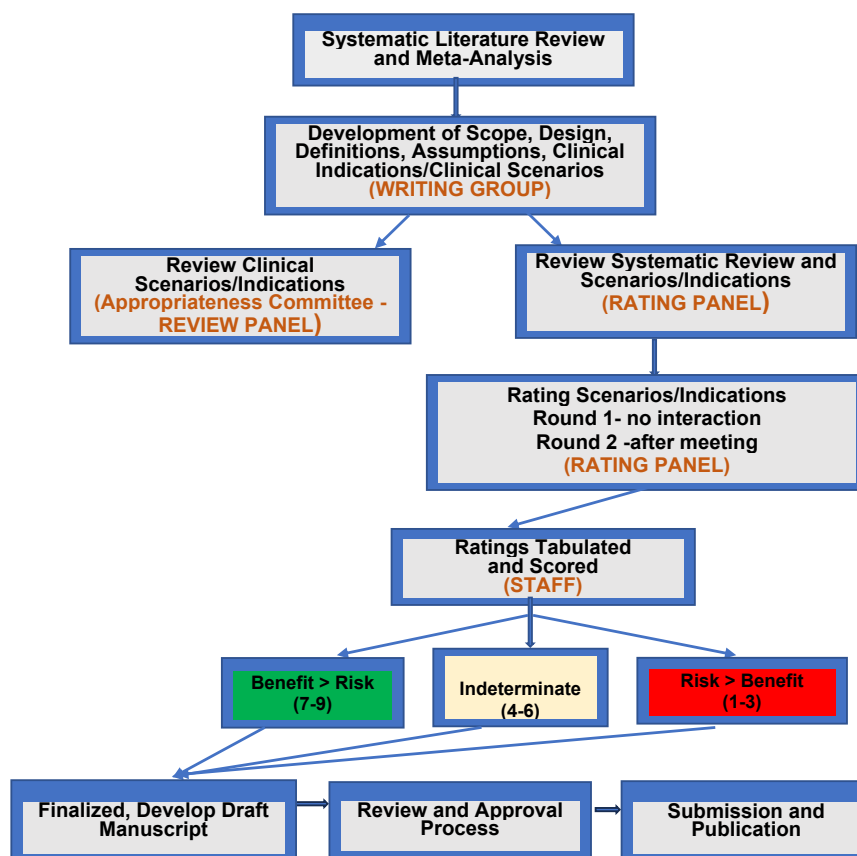 Systematic Literature Review
and Meta-Analysis
Development of Scope, Design,
Definitions, Assumptions, Clinical
Indications/Clinical Scenarios
(WRITING GROUP)
Review Clinical
Scenarios/Indications
(Appropriateness Committee -
REVIEW PANEL)
Review Systematic Review and
Scenarios/Indications
(RATING PANEL)
Rating Scenarios/Indications
Round 1- no interaction
Round 2 -after meeting
(RATING PANEL)
Ratings Tabulated
and Scored
(STAFF)
Benefit > Risk
(7-9)
Indeterminate
(4-6)
Risk > Benefit
(1-3)
Finalized, Develop Draft
Manuscript
Review and Approval
Process
Submission and
Publication